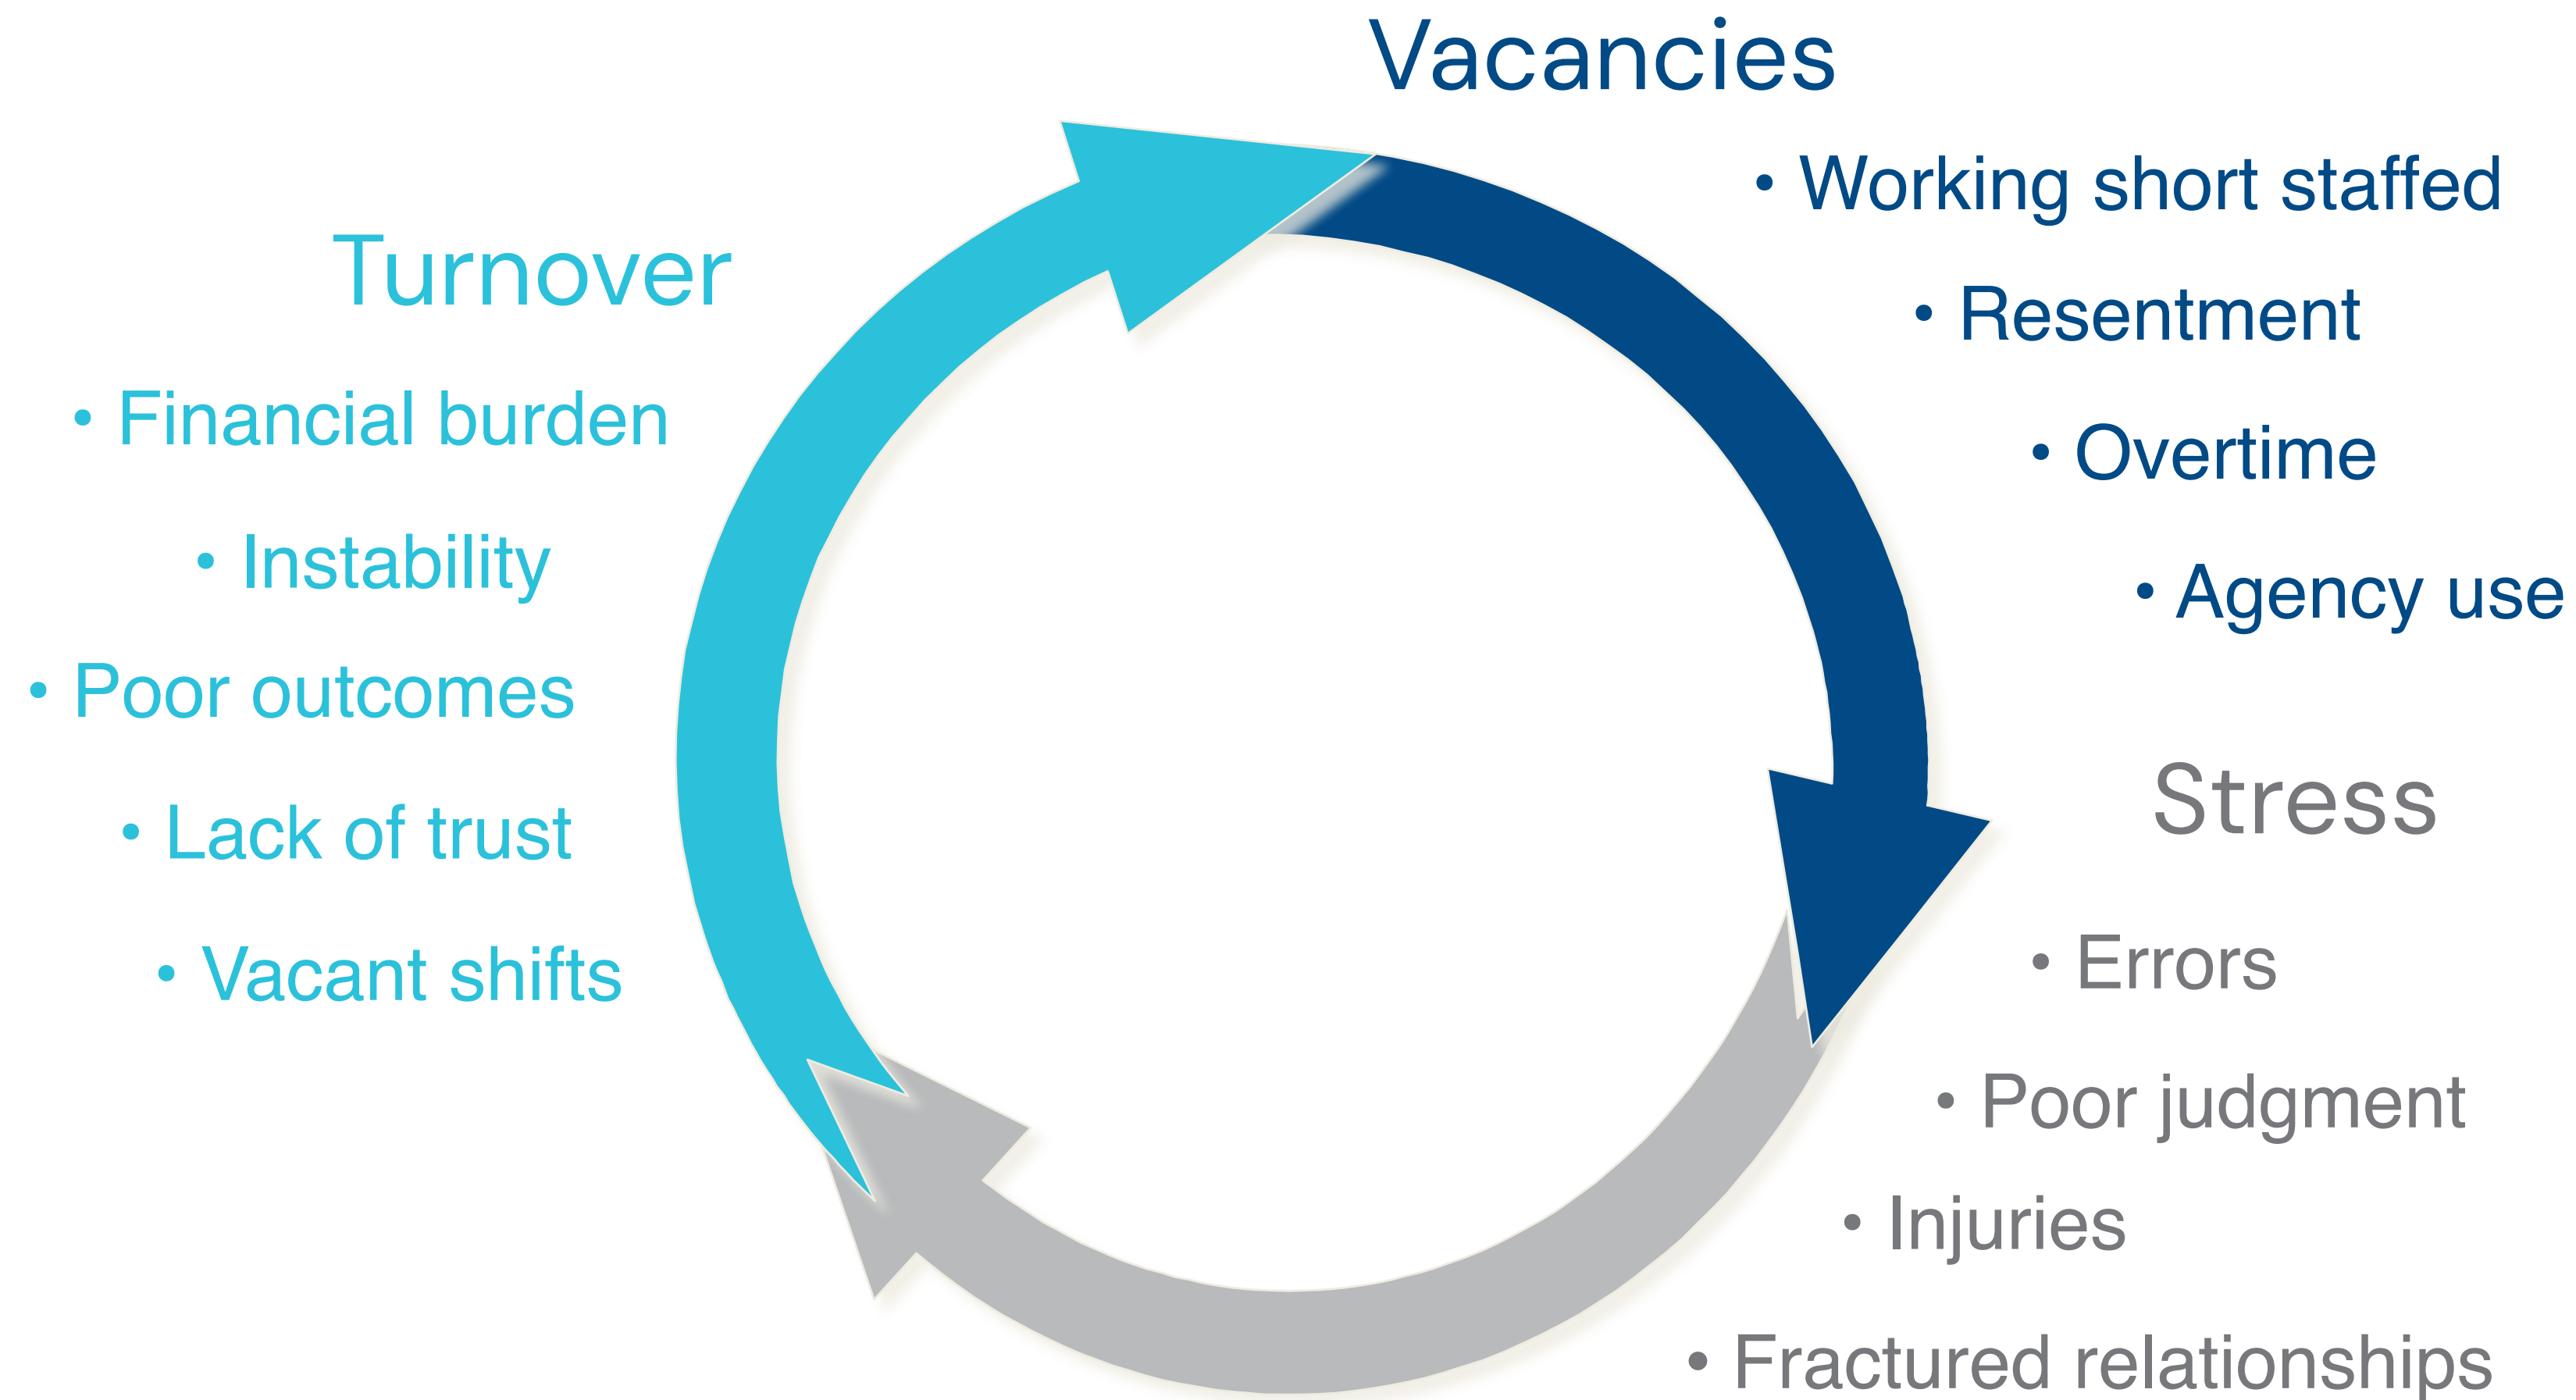 Vacancies
• Working short staffed
• Resentment
• Overtime
• Agency use
Stress
• Errors
• Poor judgment
• Injuries
• Fractured relationships
Turnover
• Financial burden
• Instability
• Poor outcomes
• Lack of trust
• Vacant shifts